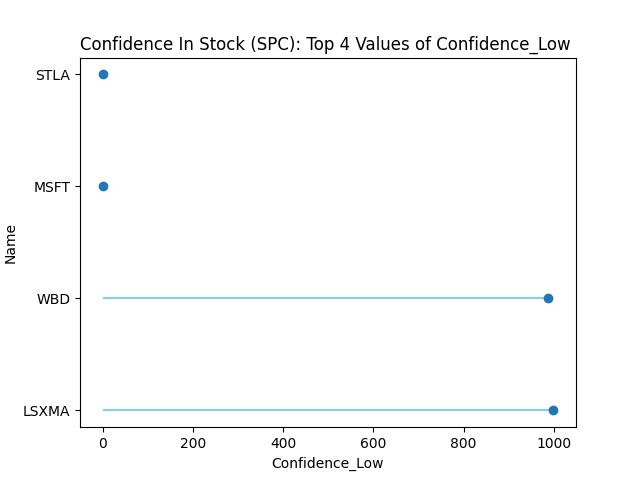 Confidence In Stock (SPC): Top 4 Values of Confidence_Low
STLA
MSFT
WBD
LSXMA
Name
0 200 400 600 800 1000
Confidence_Low